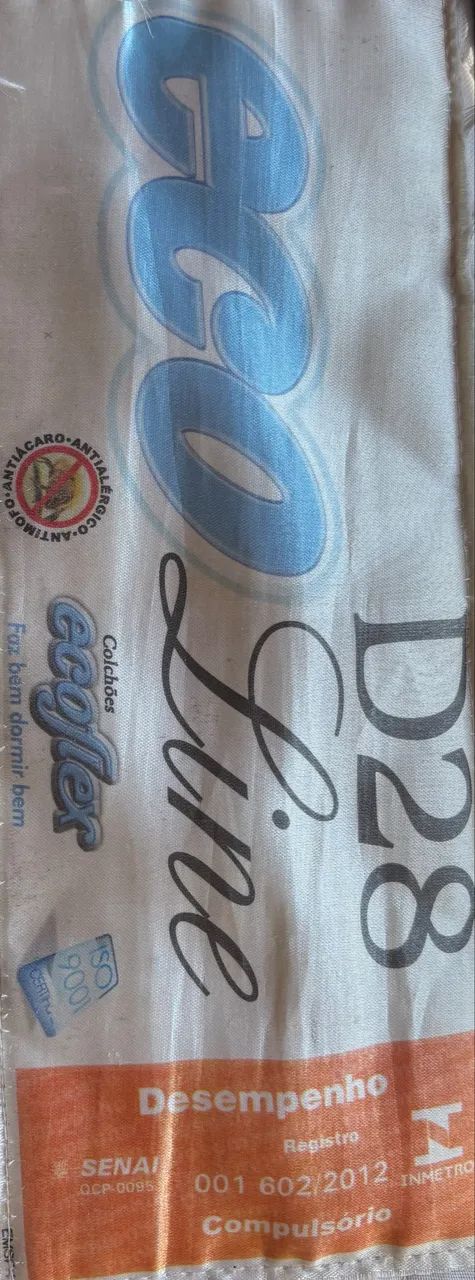 D28
eco
Line
ANTIÁCARO•ANTIALÉRGICO•ANTIMOFO•
Colchões
ecoflex
Faz bem dormir bem
ISO
9001
INMETRO
Desempenho
Registro
001 602/2012
Compulsório
SENAI
OCP-0095